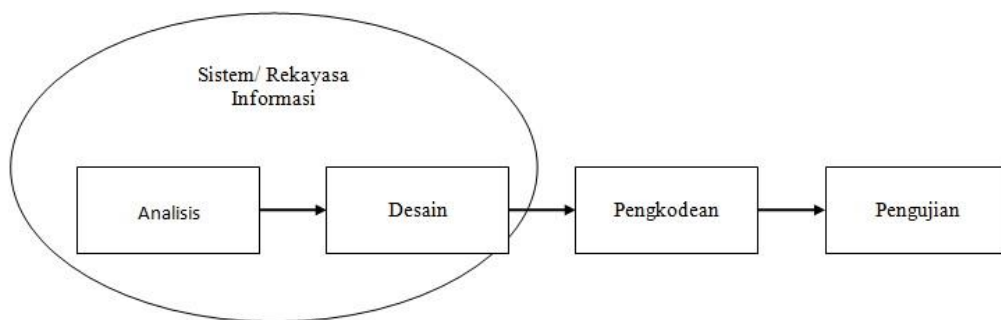 Sistem/ Rekayasa
Informasi
Analisis
Desain
Pengkodean
Pengujian